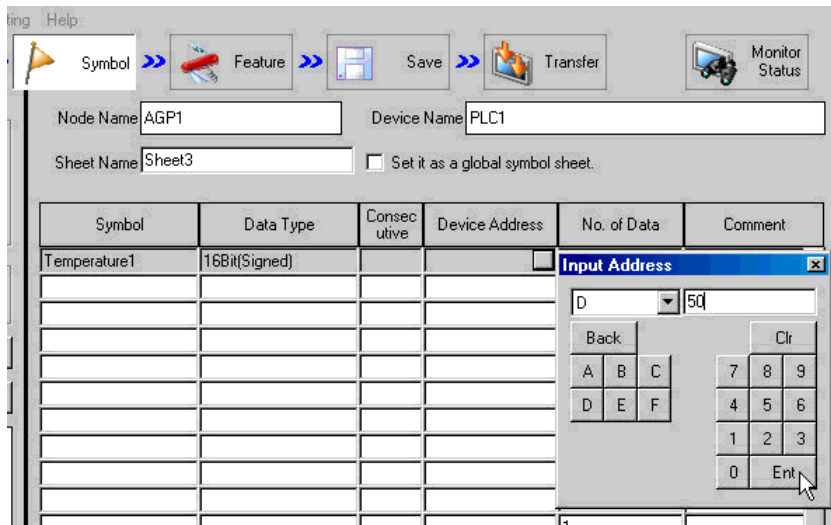 ting Help
Symbol Feature Save Transfer Monitor Status
Node Name AGP1 Device Name PLC1
Sheet Name Sheet3 Set it as a global symbol sheet.
Symbol Data Type Consec utive Device Address No. of Data Comment
Temperature1 16Bit(Signed)
Input Address
D 50
Back Clr
A B C 7 8 9
D E F 4 5 6
1 2 3
0 Ent
1